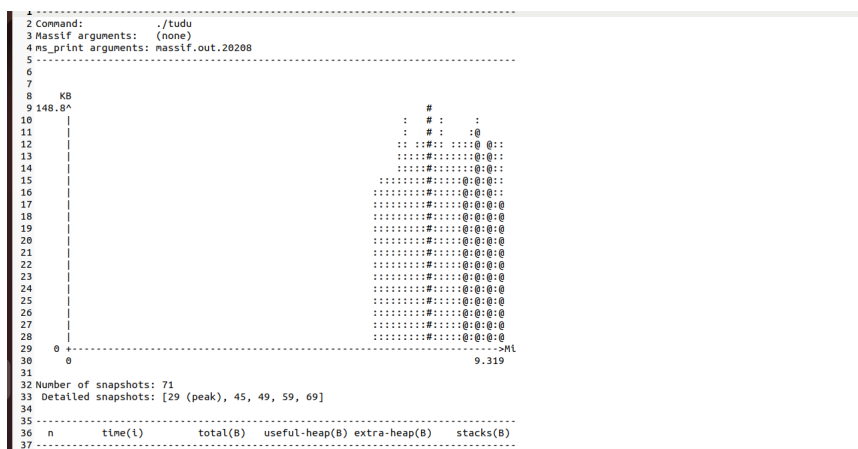 1 --------------------------------------------------------------------------------
2 Command:            ./tudu
3 Massif arguments:   (none)
4 ms_print arguments: massif.out.20208
5 --------------------------------------------------------------------------------
6
7
8     KB
9 148.8^                                                           #
10      |                                                       :   # :     :
11      |                                                       :   # :    :@
12      |                                                      :: ::#:: ::::@ @::
13      |                                                      :::::#:::::::@:@::
14      |                                                      :::::#:::::::@:@::
15      |                                                   ::::::::#:::::@:@:@::
16      |                                                  :::::::::#:::::@:@:@::
17      |                                                  :::::::::#:::::@:@:@:@
18      |                                                  :::::::::#:::::@:@:@:@
19      |                                                  :::::::::#:::::@:@:@:@
20      |                                                  :::::::::#:::::@:@:@:@
21      |                                                  :::::::::#:::::@:@:@:@
22      |                                                  :::::::::#:::::@:@:@:@
23      |                                                  :::::::::#:::::@:@:@:@
24      |                                                  :::::::::#:::::@:@:@:@
25      |                                                  :::::::::#:::::@:@:@:@
26      |                                                  :::::::::#:::::@:@:@:@
27      |                                                  :::::::::#:::::@:@:@:@
28      |                                                  :::::::::#:::::@:@:@:@
29    0 +----------------------------------------------------------------------->Mi
30      0                                                                   9.319
31
32 Number of snapshots: 71
33  Detailed snapshots: [29 (peak), 45, 49, 59, 69]
34
35 --------------------------------------------------------------------------------
36   n        time(i)         total(B)   useful-heap(B) extra-heap(B)    stacks(B)
37 --------------------------------------------------------------------------------